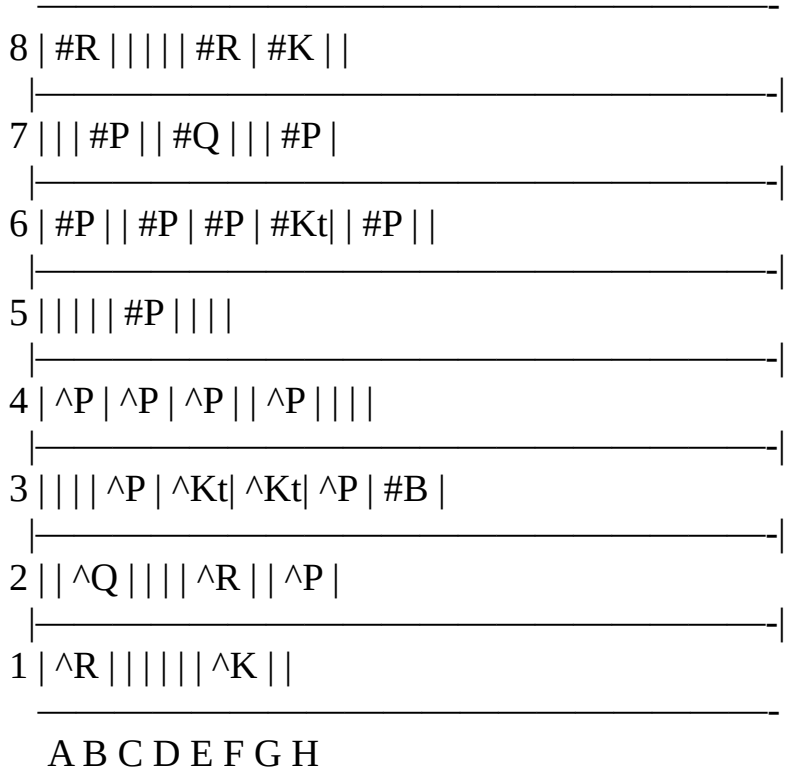 ————————————————————-
8 | #R | | | | | #R | #K | |
|————————————————————-|
7 | | | #P | | #Q | | | #P |
|————————————————————-|
6 | #P | | #P | #P | #Kt| | #P | |
|————————————————————-|
5 | | | | | #P | | | |
|————————————————————-|
4 | ^P | ^P | ^P | | ^P | | | |
|————————————————————-|
3 | | | | ^P | ^Kt| ^Kt| ^P | #B |
|————————————————————-|
2 | | ^Q | | | | ^R | | ^P |
|————————————————————-|
1 | ^R | | | | | | ^K | |
————————————————————-
A B C D E F G H